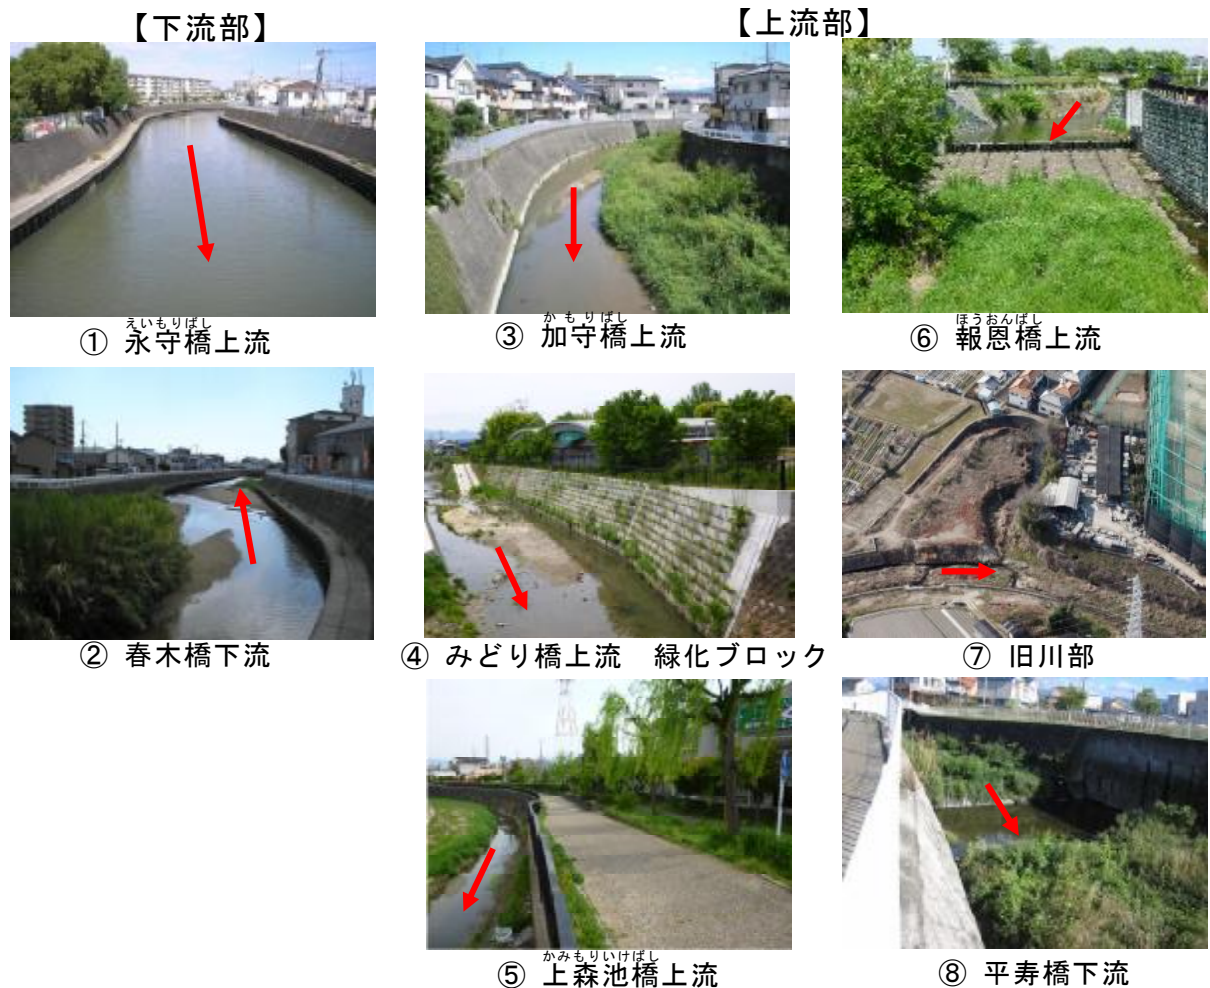 【下流部】
【上流部】
えいもりばし
① 永守橋上流
② 春木橋下流
かもりばし
③ 加守橋上流
④ みどり橋上流　緑化ブロック
かみもりいけばし
⑤ 上森池橋上流
ほうおんばし
⑥ 報恩橋上流
⑦ 旧川部
⑧ 平寿橋下流